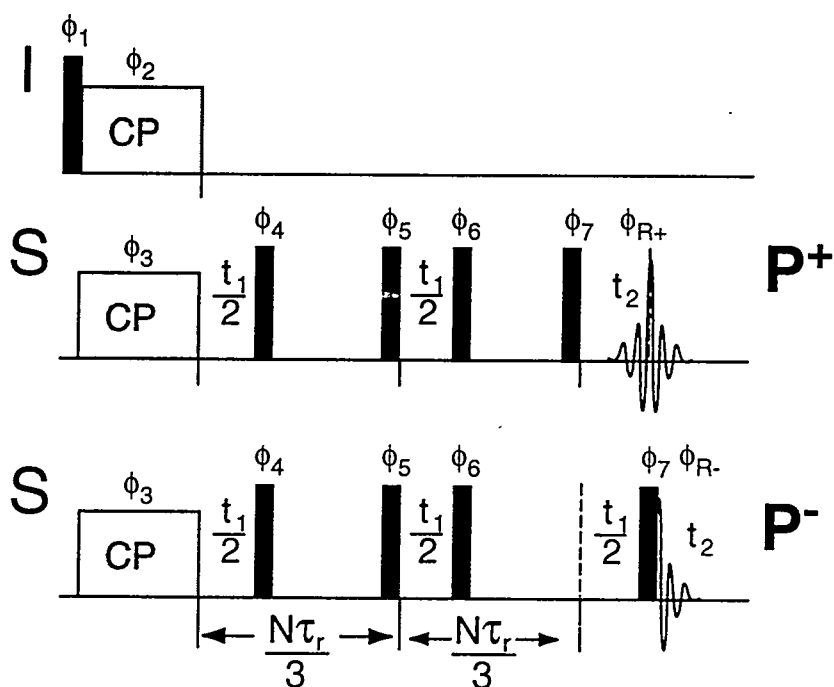 ϕ1
I ϕ2
CP
S ϕ3 ϕ4 ϕ5 ϕ6 ϕ7 ϕR+ P+
CP t1/2 t1/2 t2
S ϕ3 ϕ4 ϕ5 ϕ6 ϕ7 ϕR- P-
CP t1/2 t1/2 t1/2 t2
Nτr/3 Nτr/3